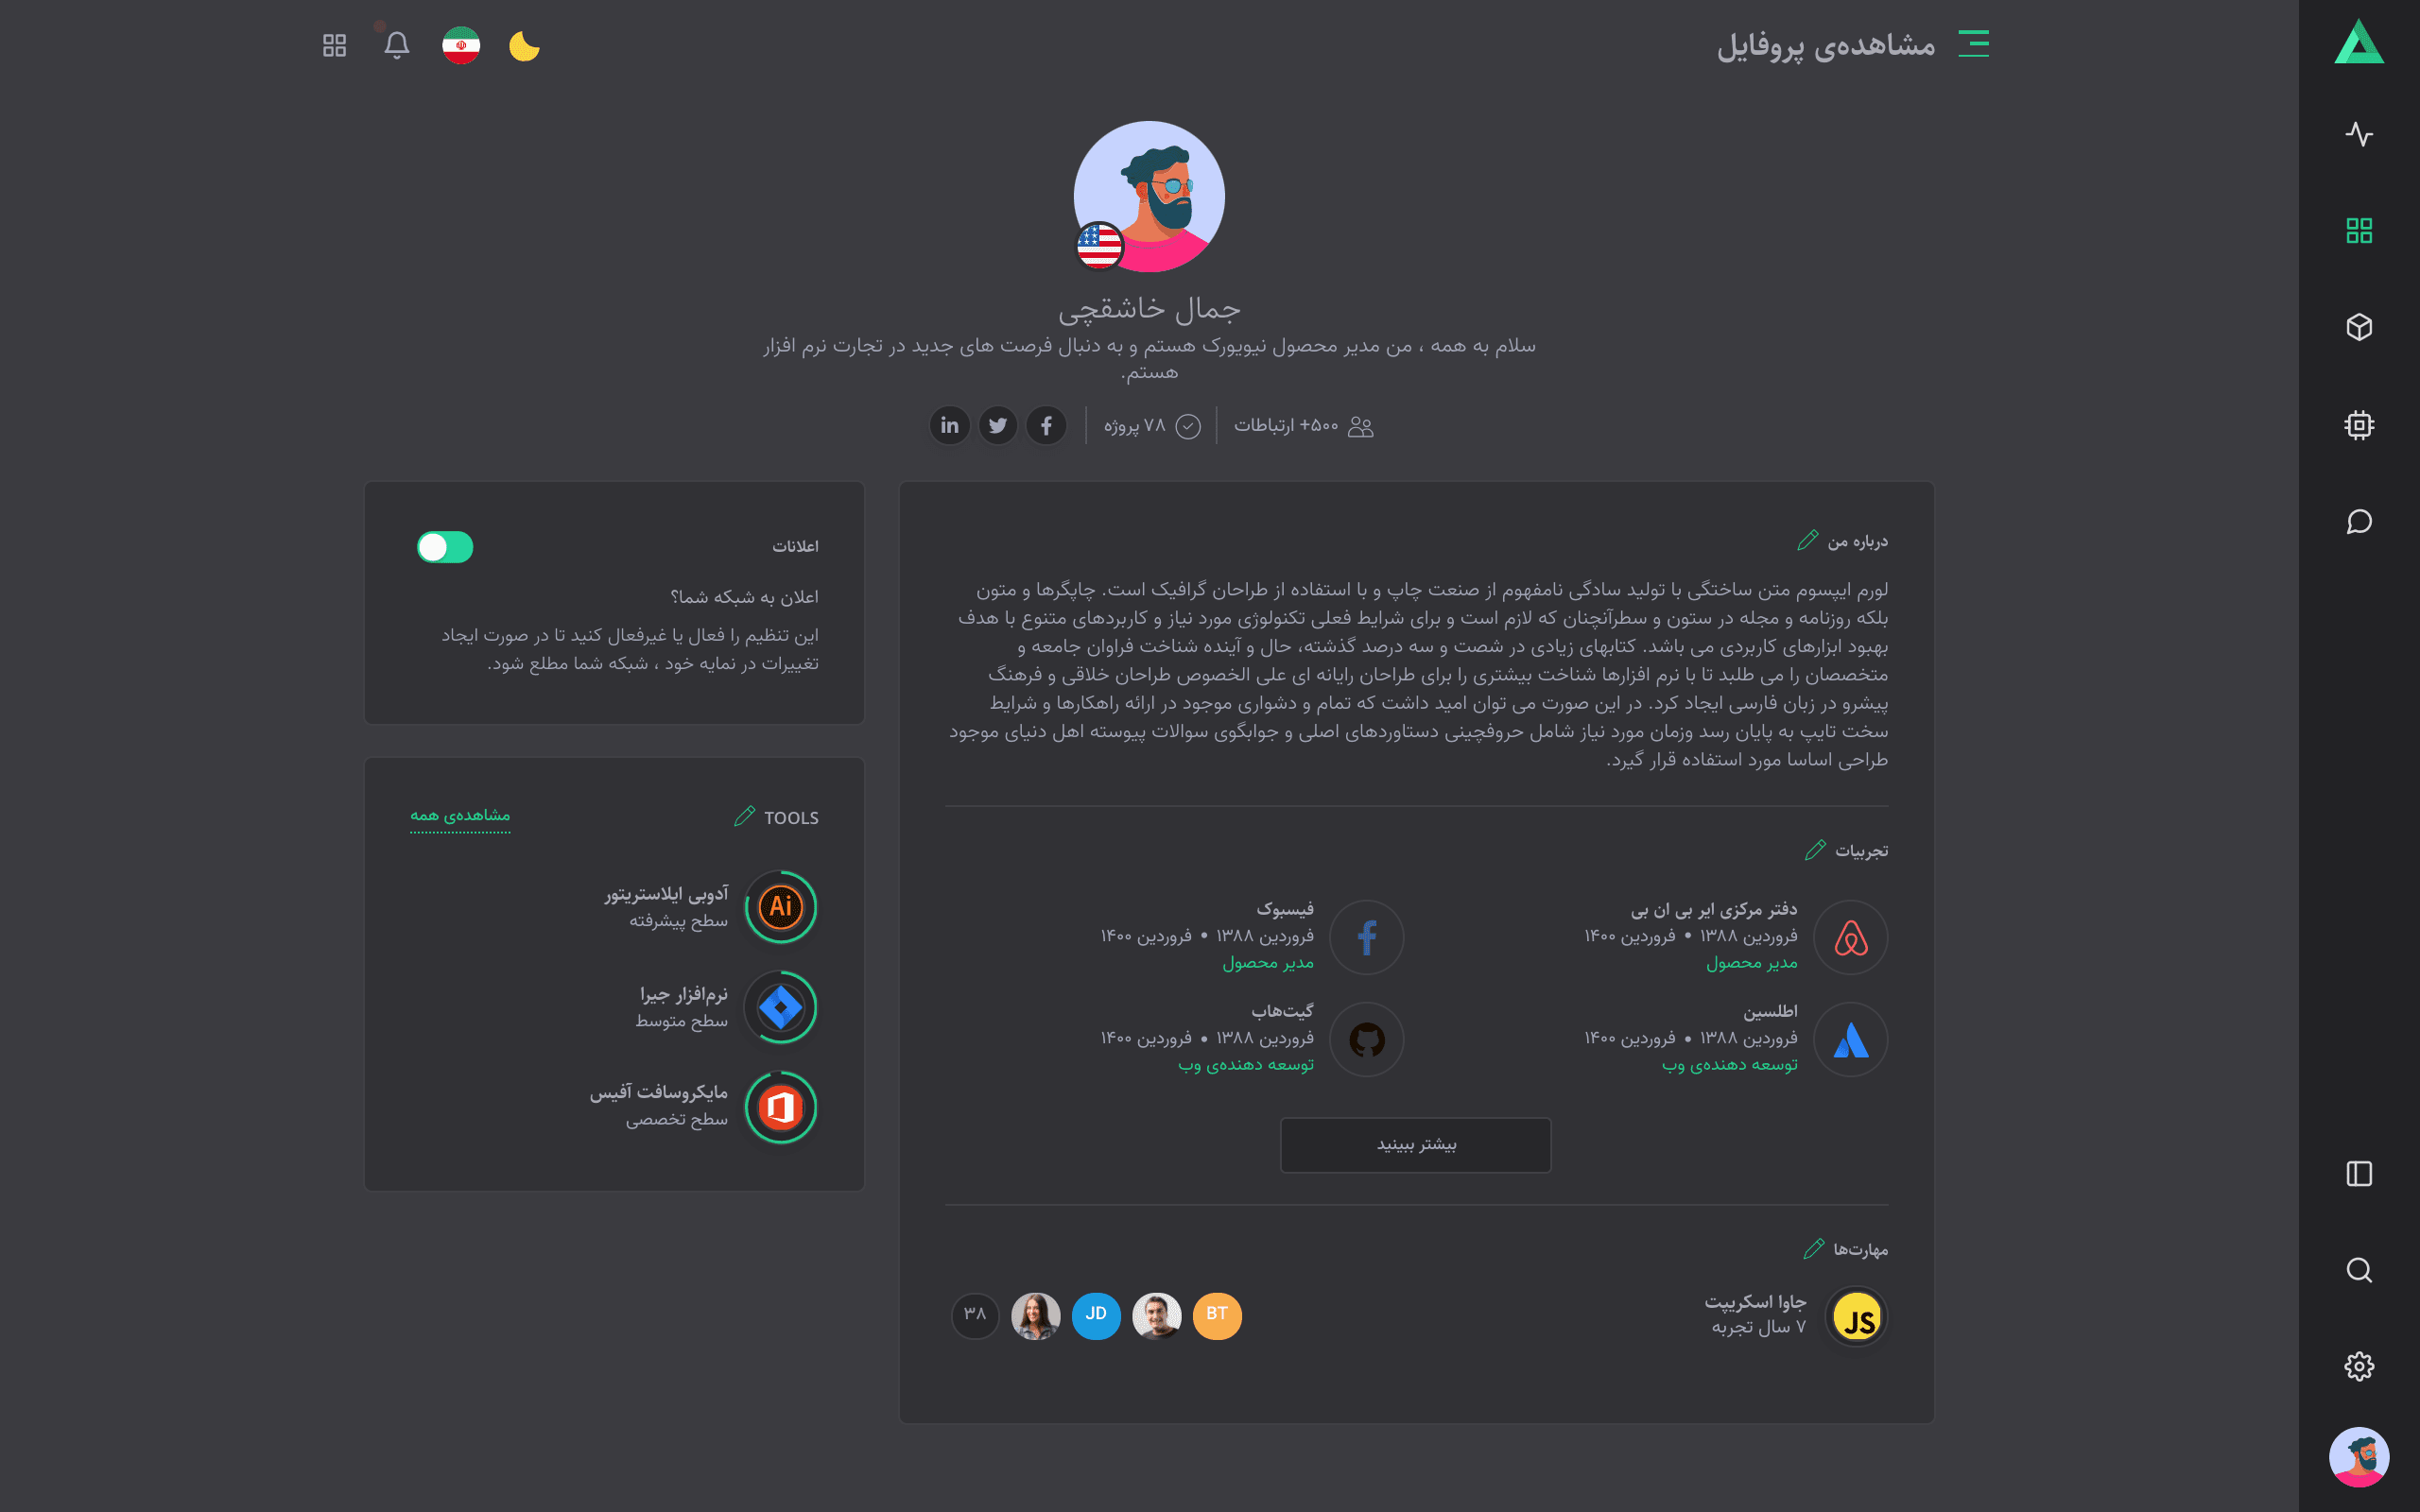 مشاهده‌ی پروفایل
جمال خاشقچی
سلام به همه ، من مدیر محصول نیویورک هستم و به دنبال فرصت های جدید در تجارت نرم افزار
هستم.
۵۰۰+ ارتباطات
۷۸ پروژه
درباره من
لورم ایپسوم متن ساختگی با تولید سادگی نامفهوم از صنعت چاپ و با استفاده از طراحان گرافیک است. چاپگرها و متون
بلکه روزنامه و مجله در ستون و سطرآنچنان که لازم است و برای شرایط فعلی تکنولوژی مورد نیاز و کاربردهای متنوع با هدف
بهبود ابزارهای کاربردی می باشد. کتابهای زیادی در شصت و سه درصد گذشته، حال و آینده شناخت فراوان جامعه و
متخصصان را می طلبد تا با نرم افزارها شناخت بیشتری را برای طراحان رایانه ای علی الخصوص طراحان خلاقی و فرهنگ
پیشرو در زبان فارسی ایجاد کرد. در این صورت می توان امید داشت که تمام و دشواری موجود در ارائه راهکارها و شرایط
سخت تایپ به پایان رسد وزمان مورد نیاز شامل حروفچینی دستاوردهای اصلی و جوابگوی سوالات پیوسته اهل دنیای موجود
طراحی اساسا مورد استفاده قرار گیرد.
تجربیات
دفتر مرکزی ایر بی ان بی
فروردین ۱۳۸۸ • فروردین ۱۴۰۰
مدیر محصول
فیسبوک
فروردین ۱۳۸۸ • فروردین ۱۴۰۰
مدیر محصول
اطلسین
فروردین ۱۳۸۸ • فروردین ۱۴۰۰
توسعه دهنده‌ی وب
گیت‌هاب
فروردین ۱۳۸۸ • فروردین ۱۴۰۰
توسعه دهنده‌ی وب
بیشتر ببینید
مهارت‌ها
JS
جاوا اسکریپت
۷ سال تجربه
BT
JD
۳۸
اعلانات
اعلان به شبکه شما؟
این تنظیم را فعال یا غیرفعال کنید تا در صورت ایجاد
تغییرات در نمایه خود ، شبکه شما مطلع شود.
TOOLS
مشاهده‌ی همه
Ai
آدوبی ایلاستریتور
سطح پیشرفته
نرم‌افزار جیرا
سطح متوسط
مایکروسافت آفیس
سطح تخصصی